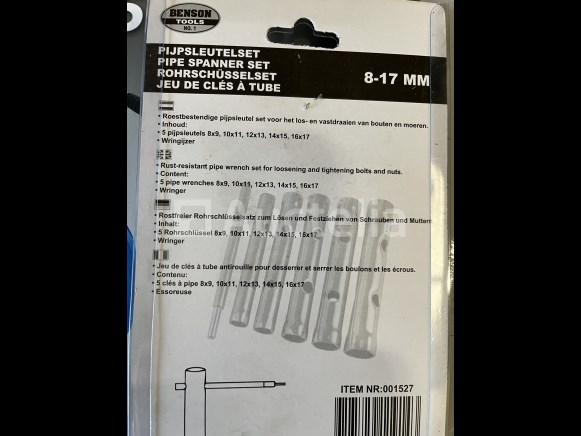 BENSON
TOOLS
NO. 1
PIJPSLEUTELSET
PIPE SPANNER SET
ROHRSCHÜSSELSET
JEU DE CLÉS À TUBE
8-17 MM
• Roestbestendige pijpsleutel set voor het los- en vastdraaien van bouten en moeren.
• Inhoud:
• 5 pijpsleutels 8x9, 10x11, 12x13, 14x15, 16x17
• Wringijzer
• Rust-resistant pipe wrench set for loosening and tightening bolts and nuts.
• Content:
• 5 pipe wrenches 8x9, 10x11, 12x13, 14x15, 16x17
• Wringer
• Rostfreier Rohrschlüsselsatz zum Lösen und Festziehen von Schrauben und Muttern
• Inhalt:
• 5 Rohrschlüssel 8x9, 10x11, 12x13, 14x15, 16x17
• Wringer
• Jeu de clés à tube antirouille pour desserrer et serrer les boulons et les écrous.
• Contenu:
• 5 clés à pipe 8x9, 10x11, 12x13, 14x15, 16x17
• Essoreuse
ITEM NR:001527